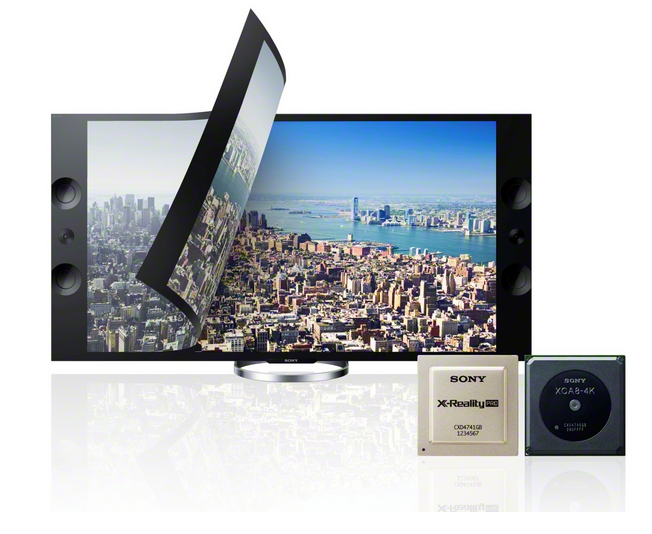 SONY
SONY
X-Reality PRO
CXD4741GB
1234567
SONY
XCA8-4K